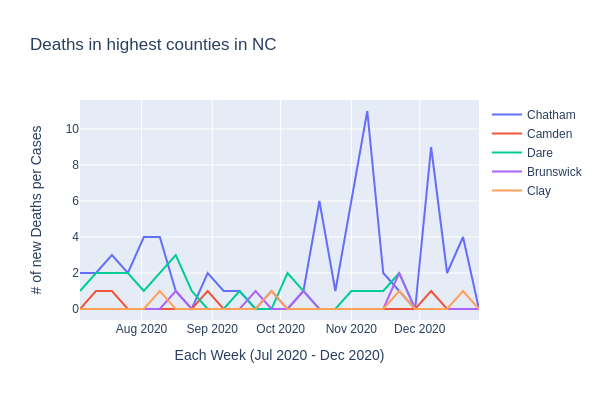 Deaths in highest counties in NC
# of new Deaths per Cases
10
8
6
4
2
0
Aug 2020
Sep 2020
Oct 2020
Nov 2020
Dec 2020
Each Week (Jul 2020 - Dec 2020)
Chatham
Camden
Dare
Brunswick
Clay